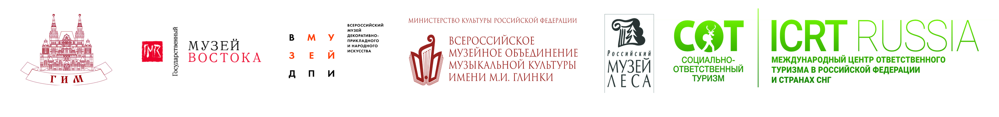 ГИМ
Государственный
МУЗЕЙ
ВОСТОКА
В М У
З Е Й
Д П И
ВСЕРОССИЙСКИЙ
МУЗЕЙ
ДЕКОРАТИВНО-
ПРИКЛАДНОГО
И НАРОДНОГО
ИСКУССТВА
МИНИСТЕРСТВО КУЛЬТУРЫ РОССИЙСКОЙ ФЕДЕРАЦИИ
ВСЕРОССИЙСКОЕ
МУЗЕЙНОЕ ОБЪЕДИНЕНИЕ
МУЗЫКАЛЬНОЙ КУЛЬТУРЫ
ИМЕНИ М.И. ГЛИНКИ
Российский
МУЗЕЙ
ЛЕСА
СОТ
СОЦИАЛЬНО-
ОТВЕТСТВЕННЫЙ
ТУРИЗМ
ICRT RUSSIA
МЕЖДУНАРОДНЫЙ ЦЕНТР ОТВЕТСТВЕННОГО
ТУРИЗМА В РОССИЙСКОЙ ФЕДЕРАЦИИ
И СТРАНАХ СНГ